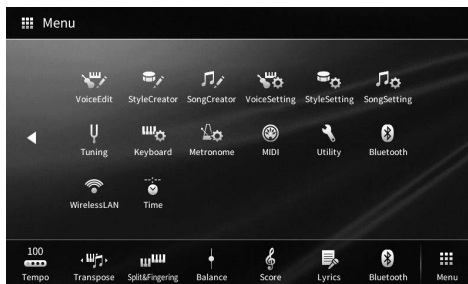 Menu
VoiceEdit StyleCreator SongCreator VoiceSetting StyleSetting SongSetting
Tuning Keyboard Metronome MIDI Utility Bluetooth
--:--
WirelessLAN Time
100
Tempo Transpose Split&Fingering Balance Score Lyrics Bluetooth Menu